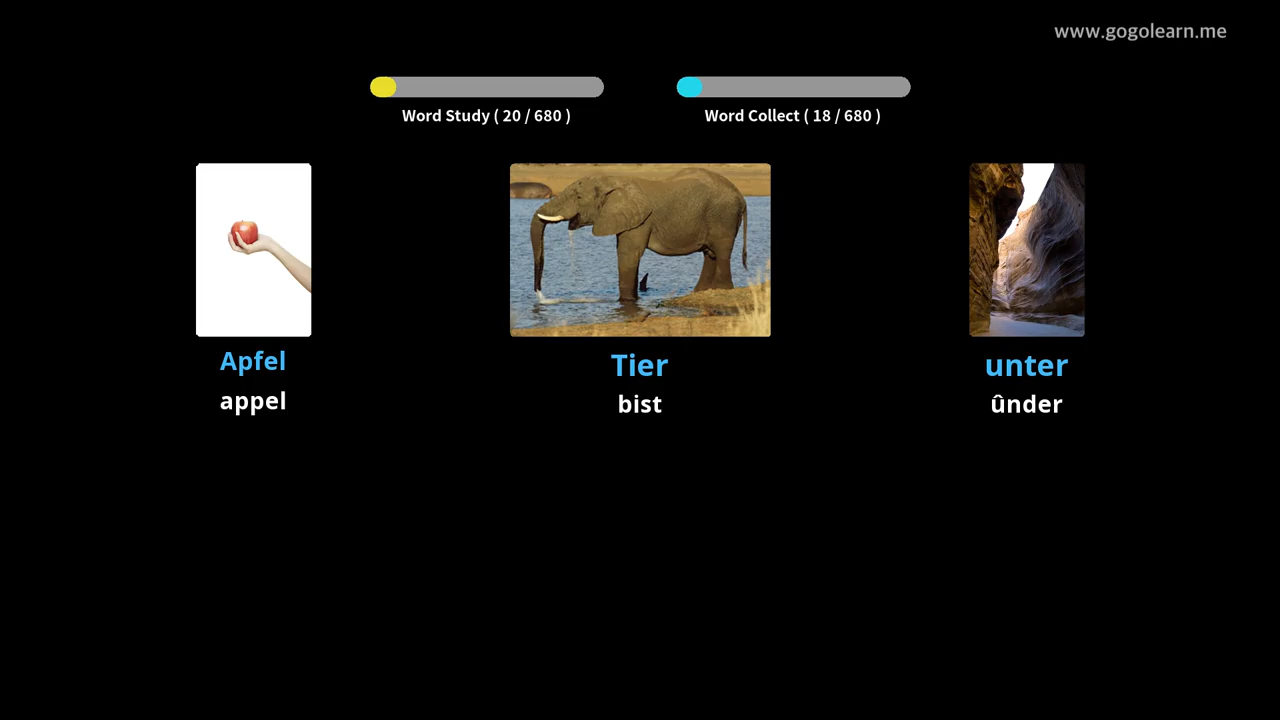 www.gogolearn.me
Word Study ( 20 / 680 )
Word Collect ( 18 / 680 )
Apfel
appel
Tier
bist
unter
ûnder